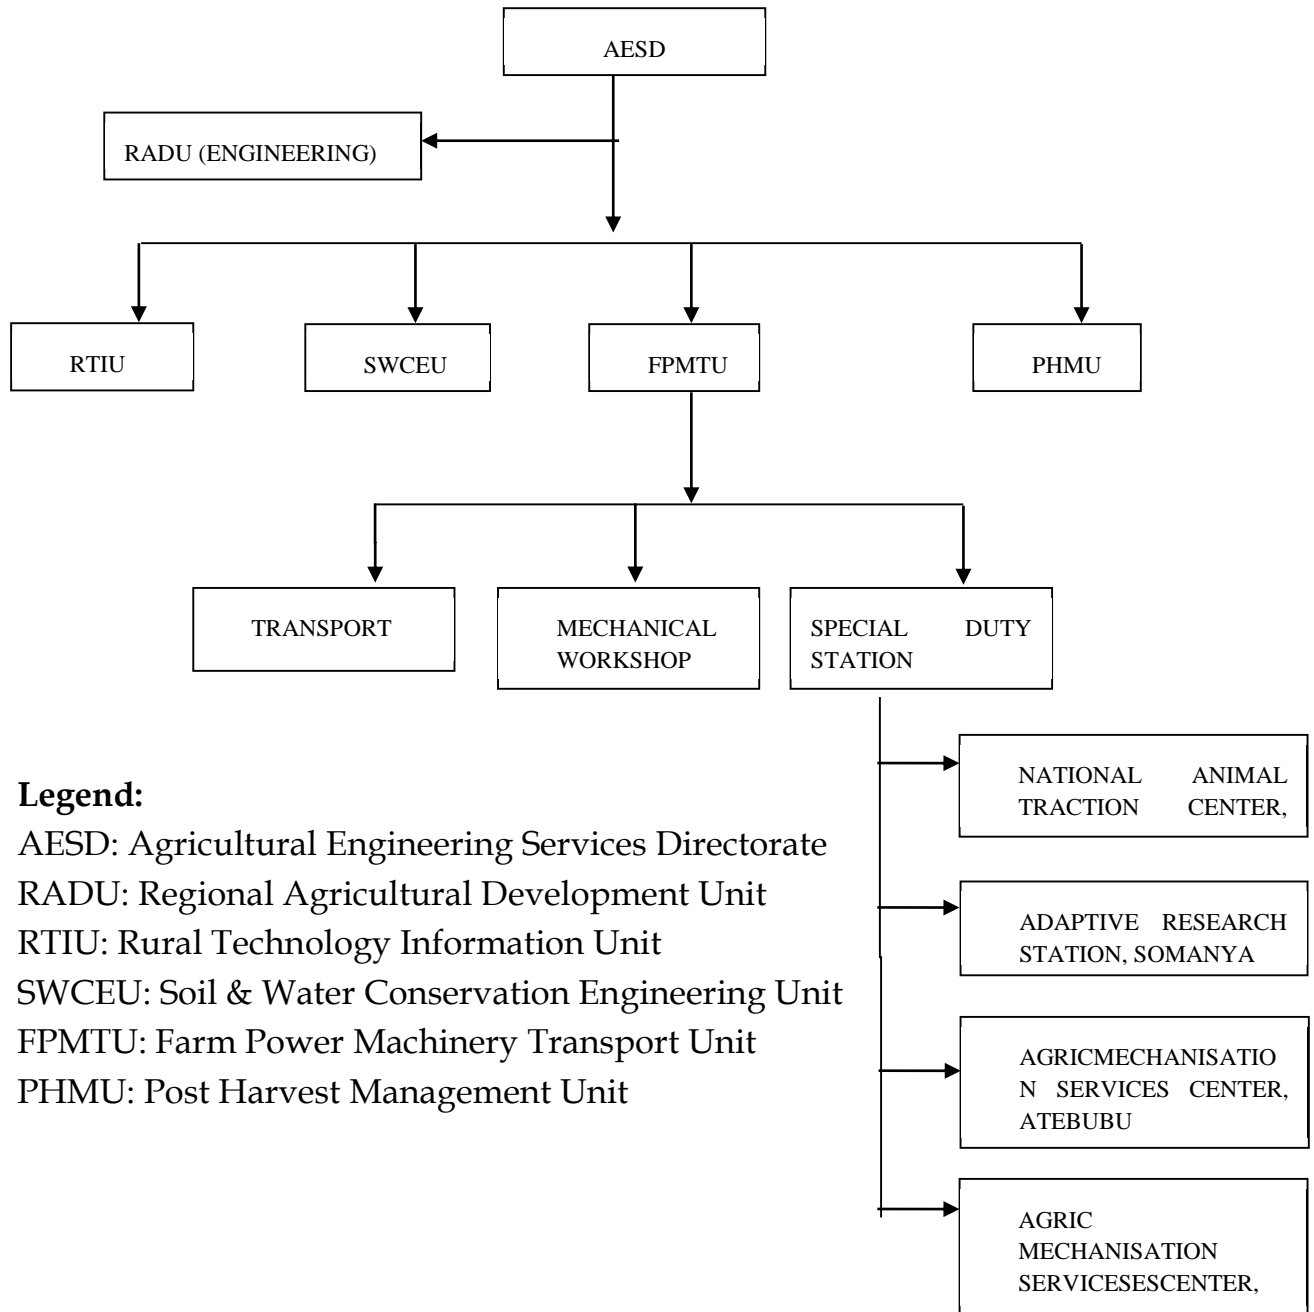 AESD
RADU (ENGINEERING)
RTIU
SWCEU
FPMTU
PHMU
TRANSPORT
MECHANICAL
WORKSHOP
SPECIAL DUTY
STATION
NATIONAL ANIMAL
TRACTION CENTER,
ADAPTIVE RESEARCH
STATION, SOMANYA
AGRICMECHANISATIO
N SERVICES CENTER,
ATEBUBU
AGRIC
MECHANISATION
SERVICESESCENTER,
Legend:
AESD: Agricultural Engineering Services Directorate
RADU: Regional Agricultural Development Unit
RTIU: Rural Technology Information Unit
SWCEU: Soil & Water Conservation Engineering Unit
FPMTU: Farm Power Machinery Transport Unit
PHMU: Post Harvest Management Unit